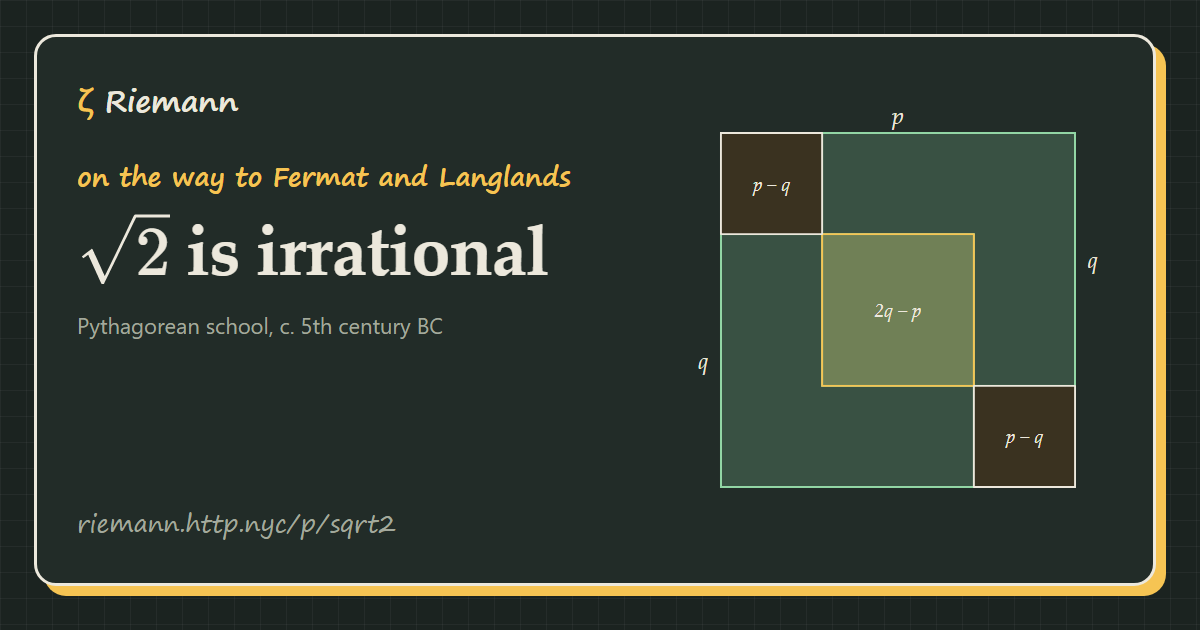 ζ Riemann
on the way to Fermat and Langlands
√2 is irrational
Pythagorean school, c. 5th century BC
riemann.http.nyc/p/sqrt2
p
p − q
q
2q − p
q
p − q